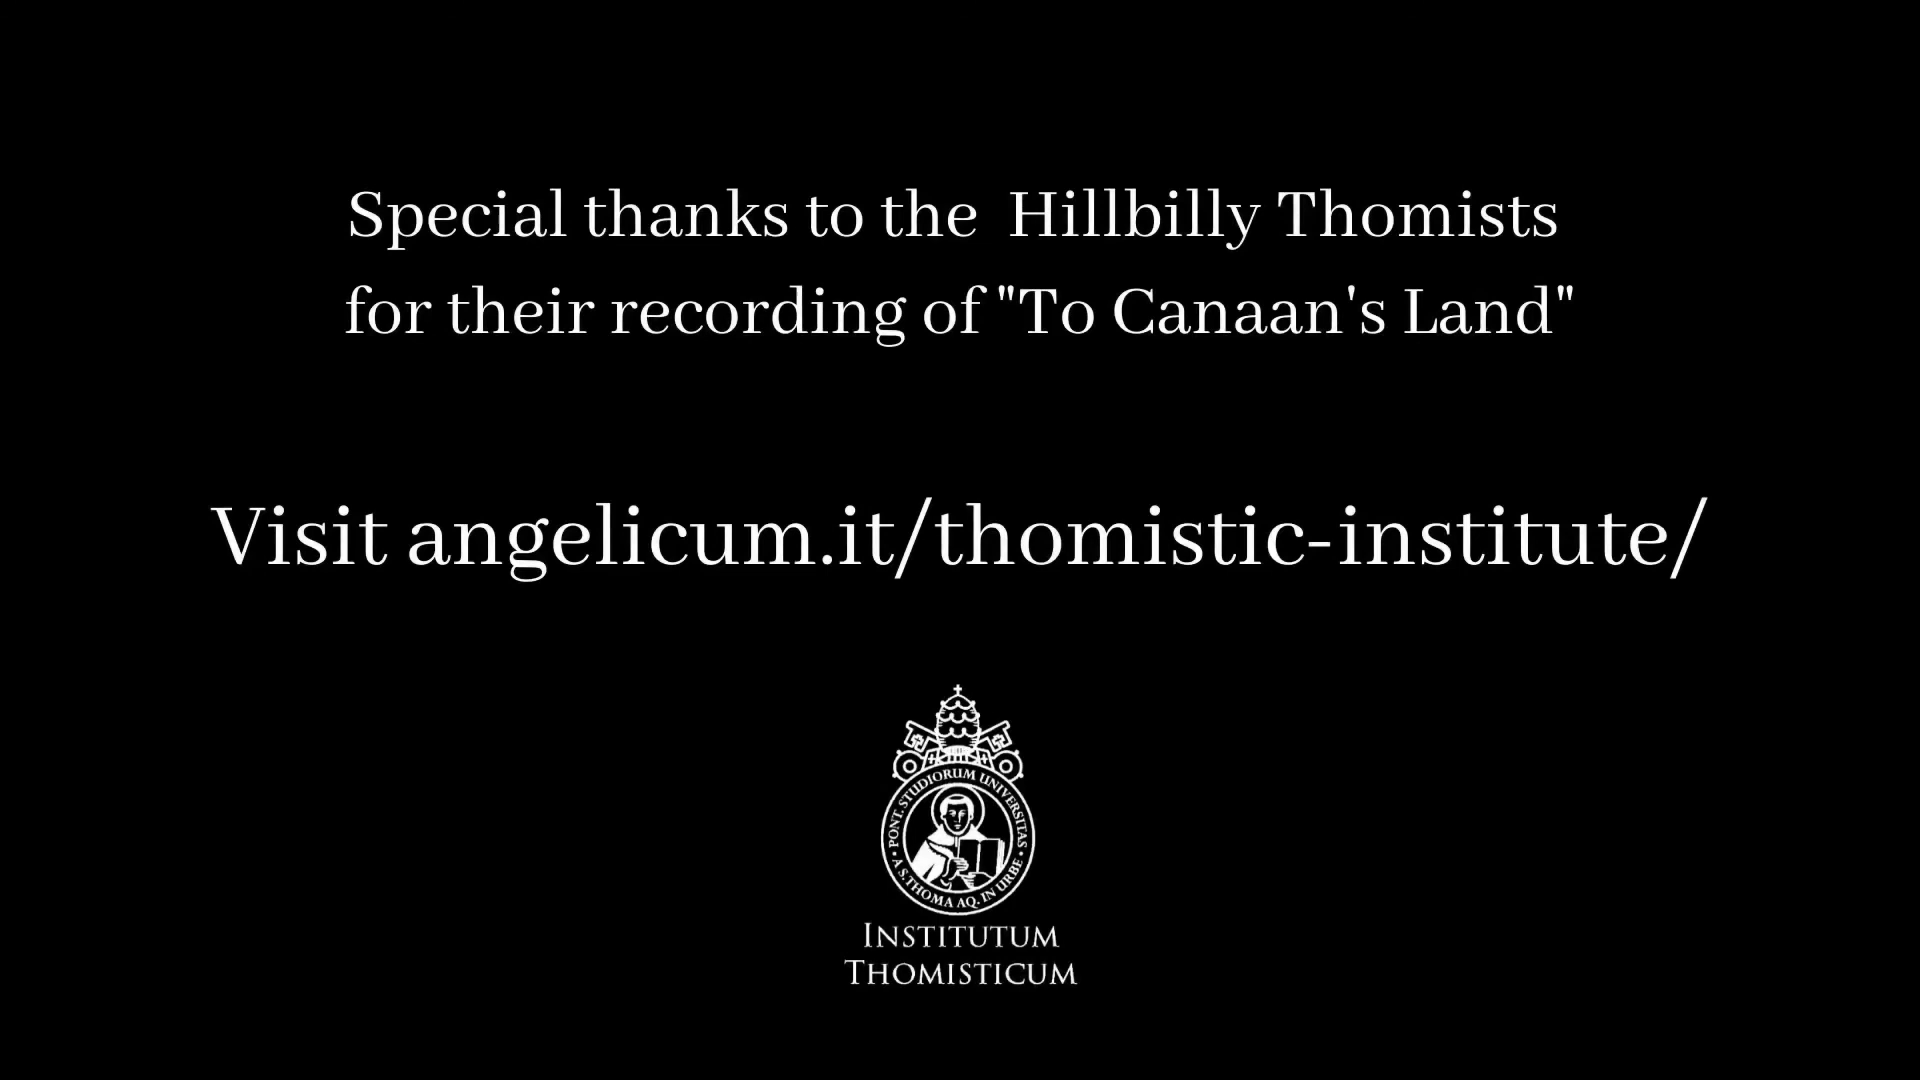 Special thanks to the Hillbilly Thomists
for their recording of "To Canaan's Land"
Visit angelicum.it/thomistic-institute/
· PONT. STUDIORUM UNIVERSITAS ·
A S. THOMA AQ. IN URBE
INSTITUTUM
THOMISTICUM